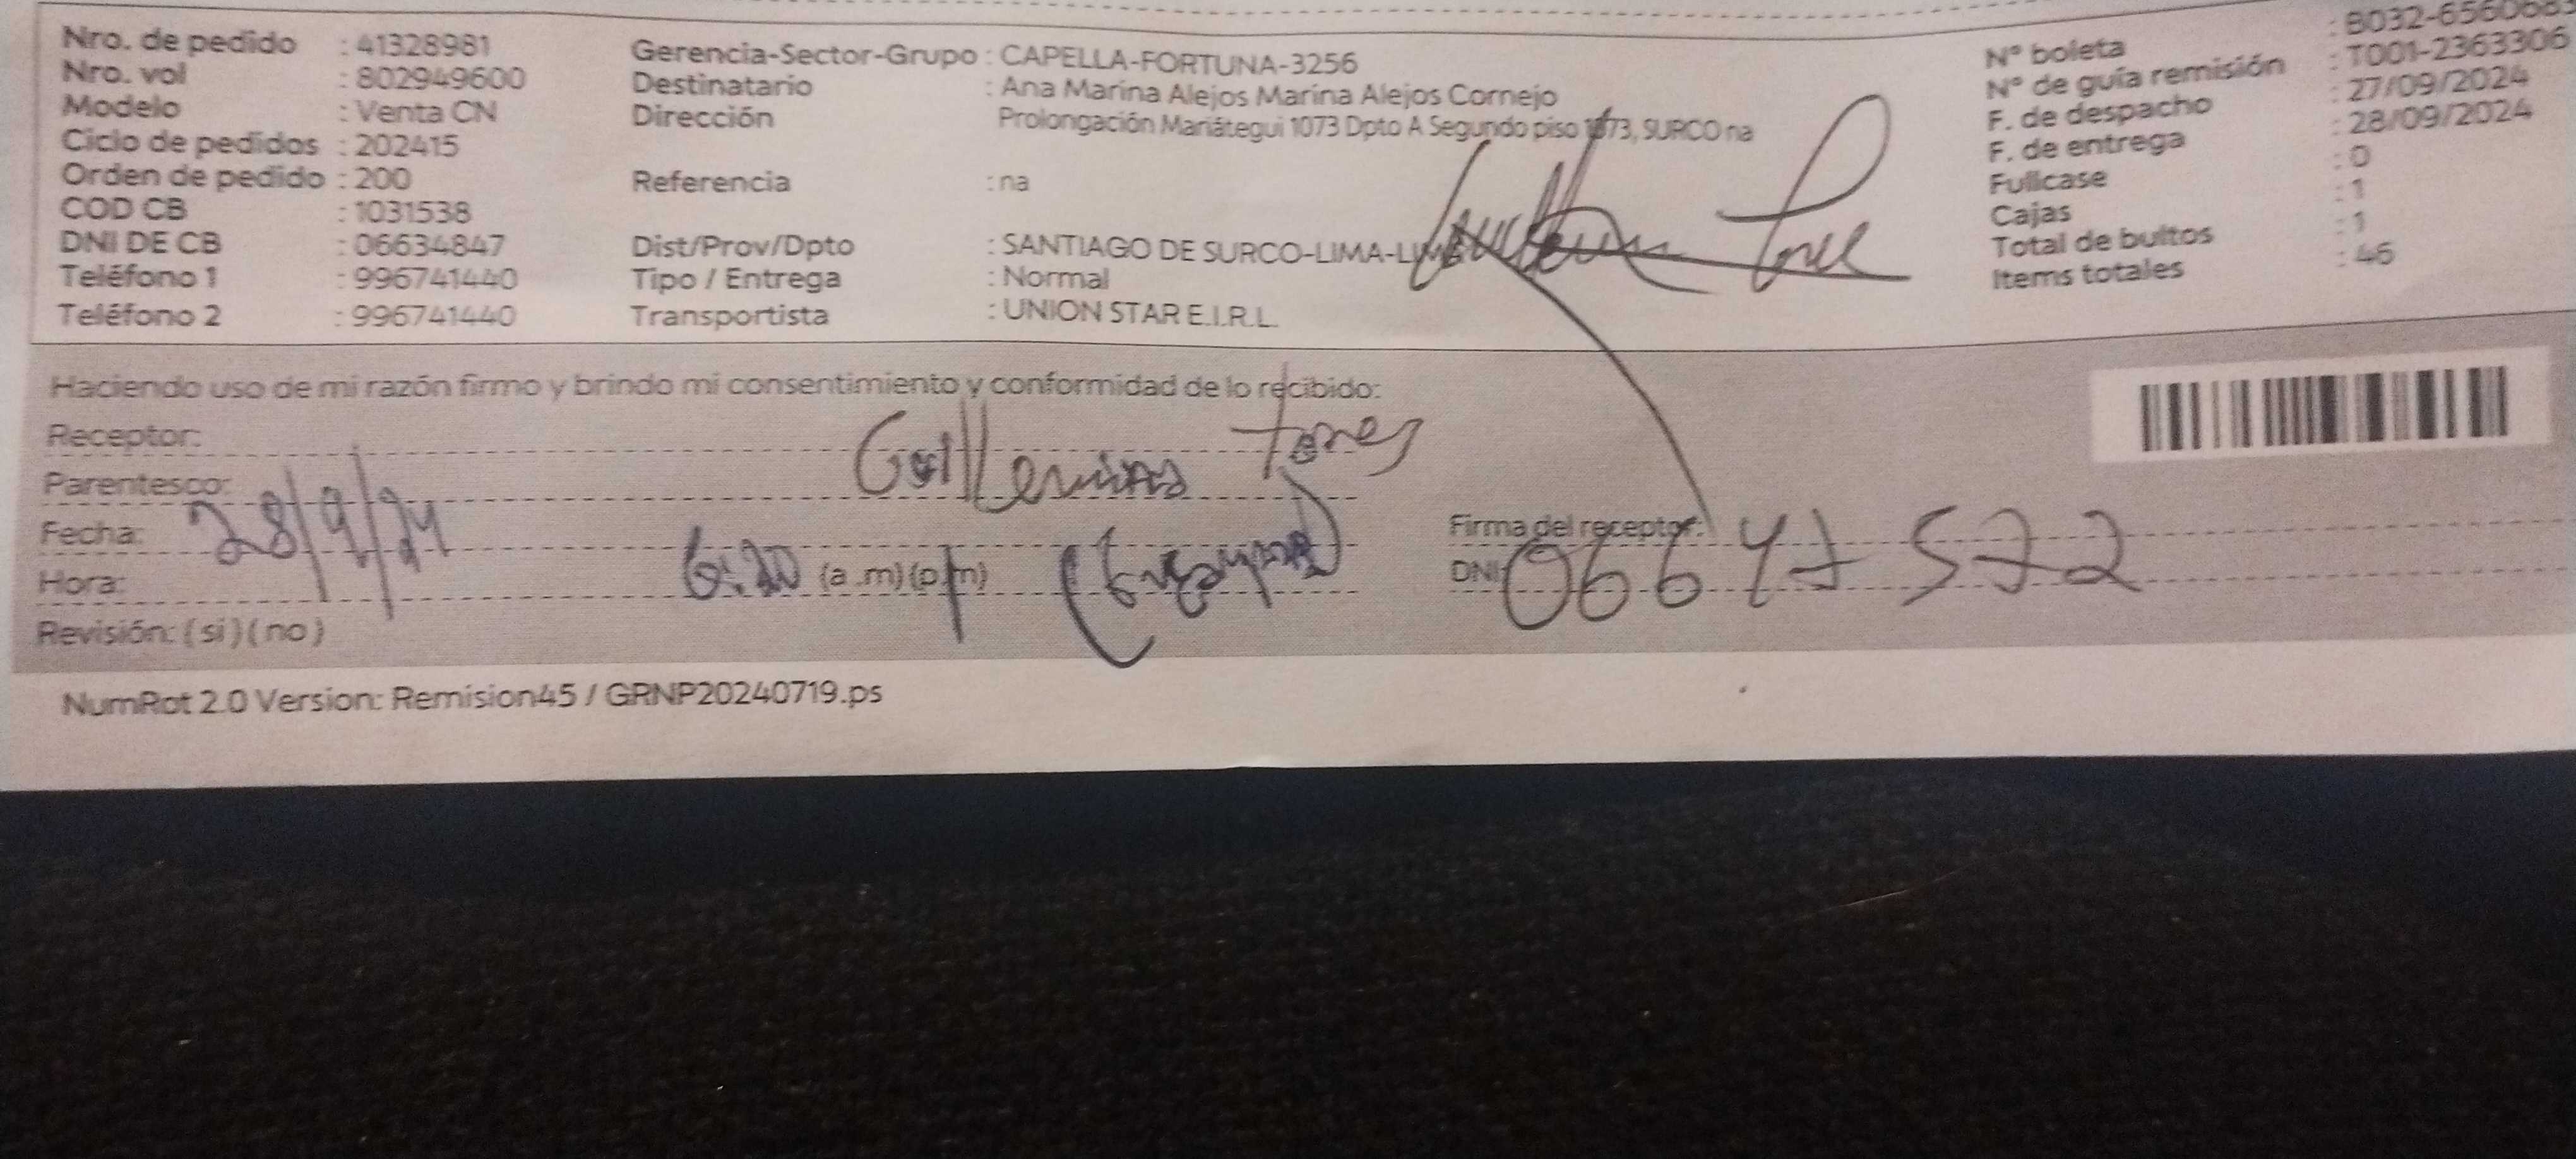 Nro. de pedido : 41328981
Nro. vol : 802949600
Modelo : Venta CN
Ciclo de pedidos : 202415
Orden de pedido : 200
COD CB : 1031538
DNI DE CB : 06634847
Teléfono 1 : 996741440
Teléfono 2 : 996741440
Gerencia-Sector-Grupo : CAPELLA-FORTUNA-3256
Destinatario : Ana Marina Alejos Marina Alejos Cornejo
Dirección Prolongación Mariátegui 1073 Dpto A Segundo piso 1073, SURCO na
Referencia : na
Dist/Prov/Dpto : SANTIAGO DE SURCO-LIMA-LIMA
Tipo / Entrega : Normal
Transportista : UNION STAR E.I.R.L.
N° boleta : B032-6560683
N° de guía remisión : T001-2363306
F. de despacho : 27/09/2024
F. de entrega : 28/09/2024
Fullcase : 0
Cajas : 1
Total de bultos : 1
Items totales : 46
Haciendo uso de mi razón firmo y brindo mi consentimiento y conformidad de lo recibido:
Receptor: Guillermina Torres
Parentesco:
Fecha: 28/9/24
Hora: 6:20 (a.m)(p.m)
Revisión: ( si ) ( no )
Firma del receptor:
DNI: 06647572
NumRot 2.0 Version: Remision45 / GRNP20240719.ps